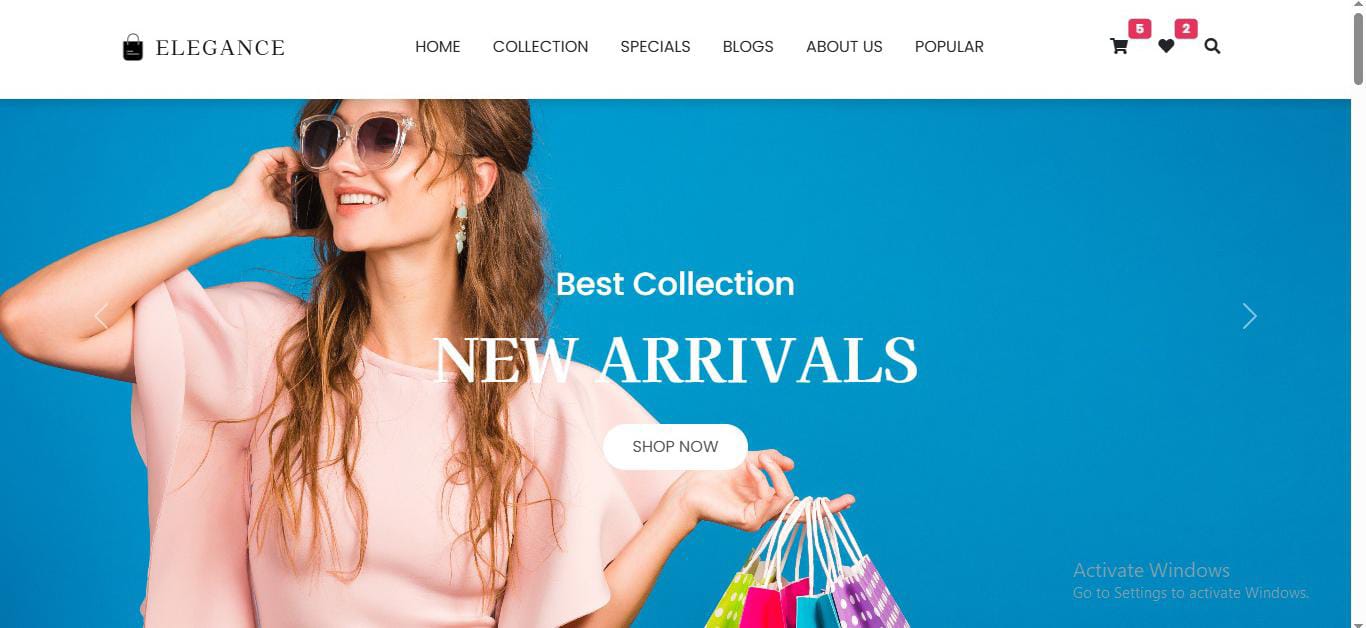 ELEGANCE
HOME COLLECTION SPECIALS BLOGS ABOUT US POPULAR
5 2
Best Collection
NEW ARRIVALS
SHOP NOW
Activate Windows
Go to Settings to activate Windows.